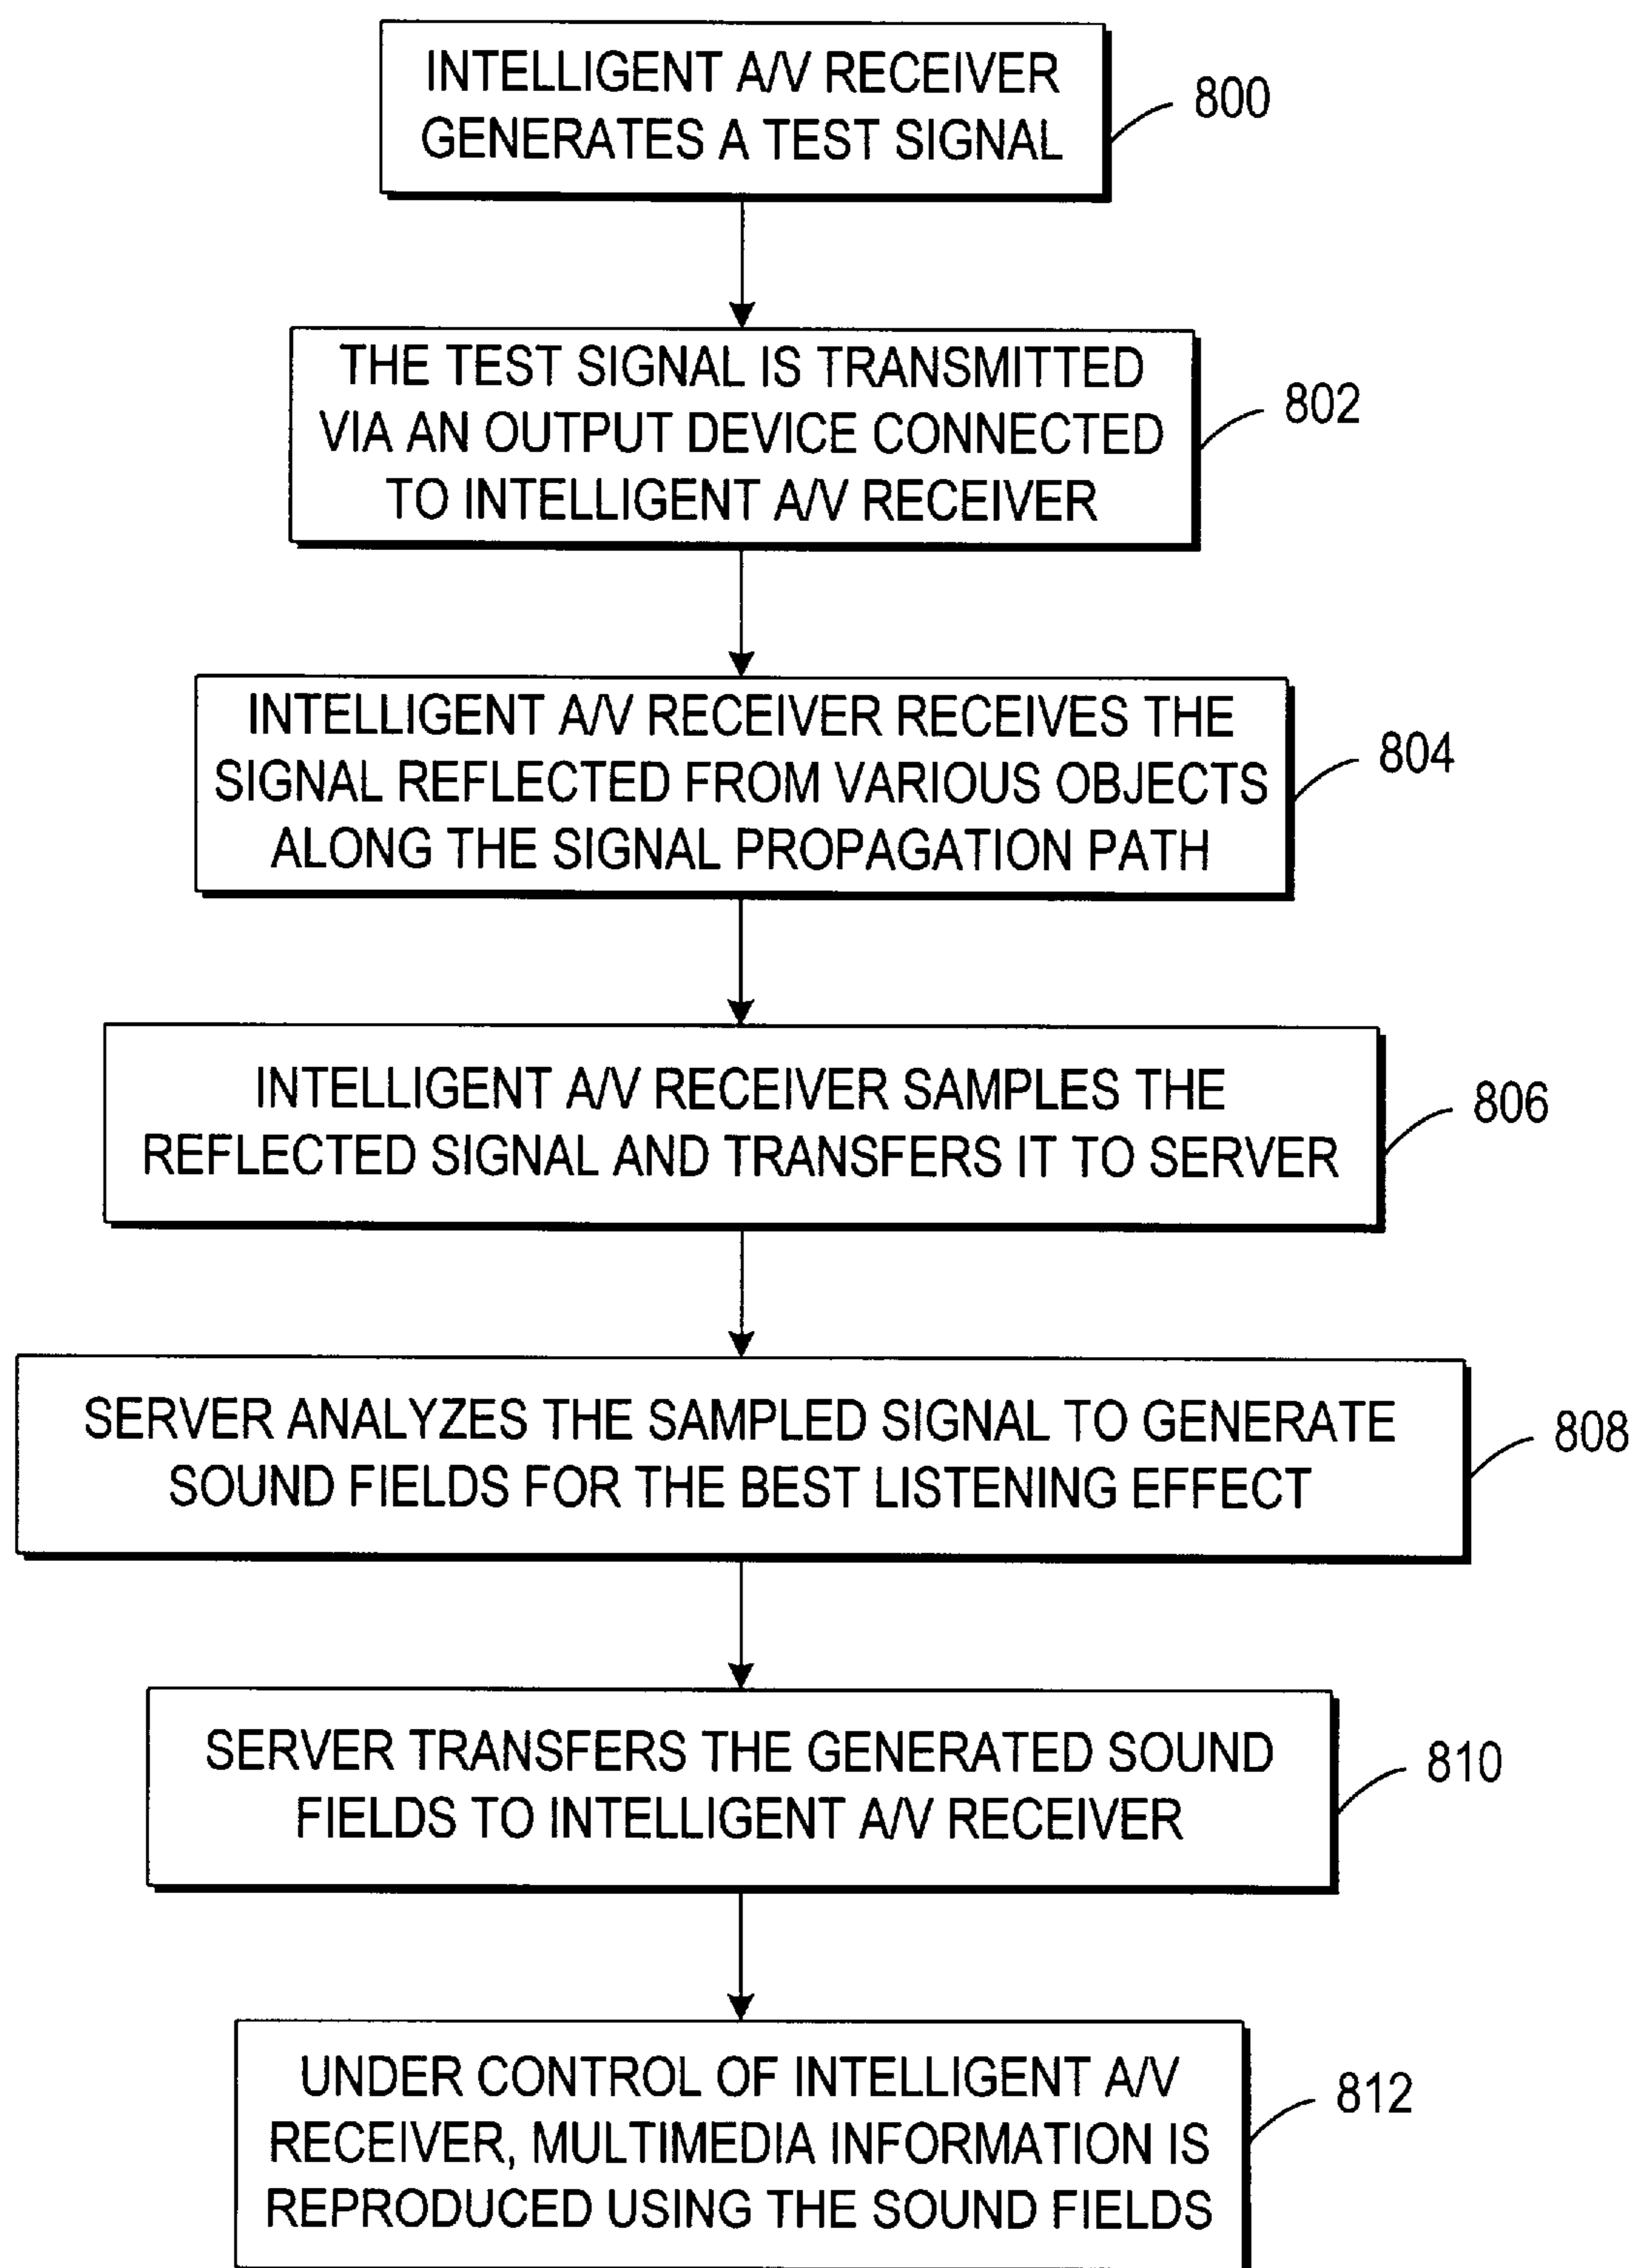 INTELLIGENT A/V RECEIVER
GENERATES A TEST SIGNAL
800
THE TEST SIGNAL IS TRANSMITTED
VIA AN OUTPUT DEVICE CONNECTED
TO INTELLIGENT A/V RECEIVER
802
INTELLIGENT A/V RECEIVER RECEIVES THE
SIGNAL REFLECTED FROM VARIOUS OBJECTS
ALONG THE SIGNAL PROPAGATION PATH
804
INTELLIGENT A/V RECEIVER SAMPLES THE
REFLECTED SIGNAL AND TRANSFERS IT TO SERVER
806
SERVER ANALYZES THE SAMPLED SIGNAL TO GENERATE
SOUND FIELDS FOR THE BEST LISTENING EFFECT
808
SERVER TRANSFERS THE GENERATED SOUND
FIELDS TO INTELLIGENT A/V RECEIVER
810
UNDER CONTROL OF INTELLIGENT A/V
RECEIVER, MULTIMEDIA INFORMATION IS
REPRODUCED USING THE SOUND FIELDS
812